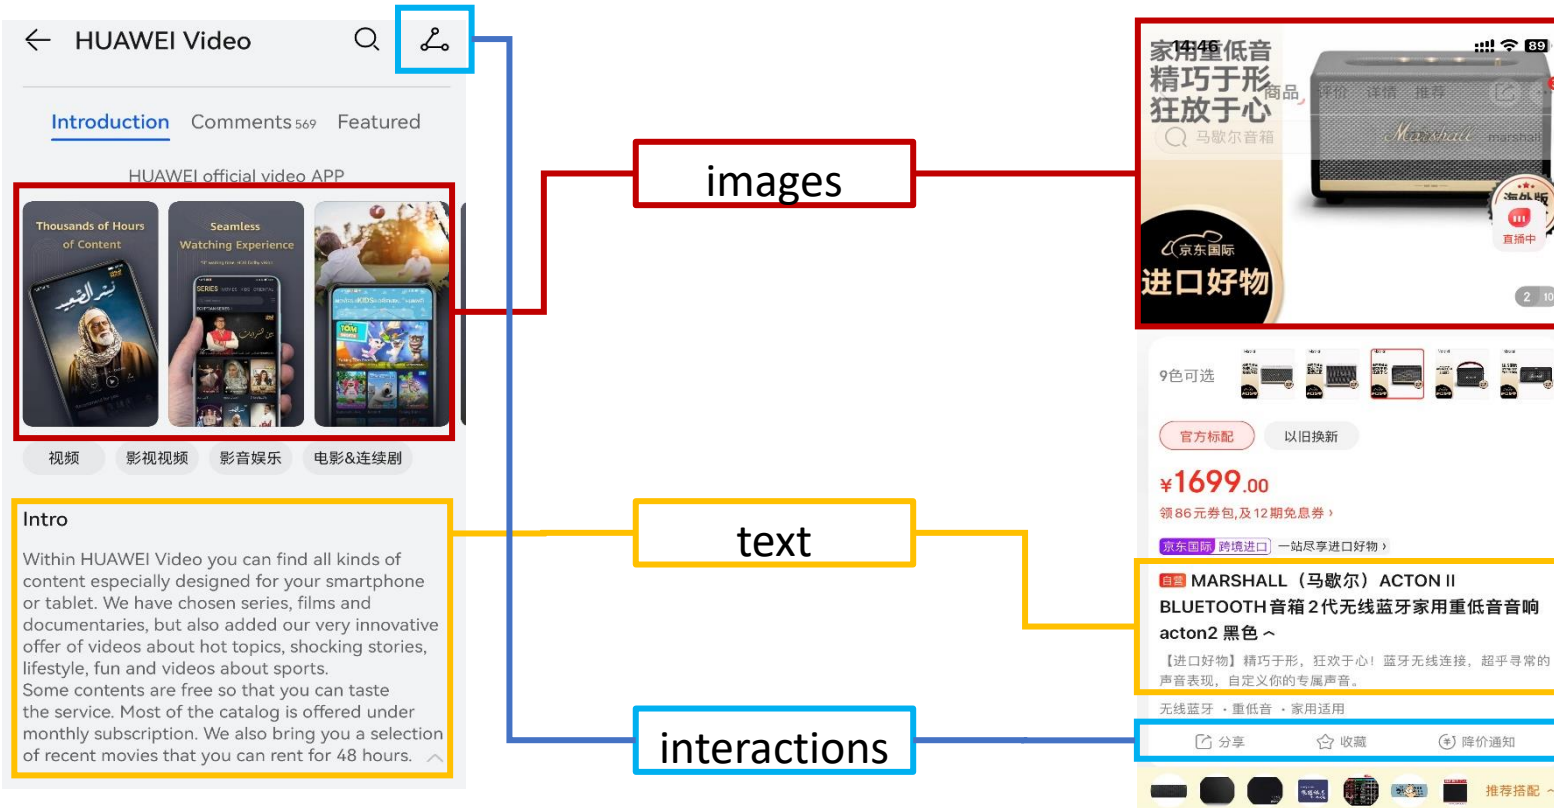 HUAWEI Video
Introduction Comments 569 Featured
HUAWEI official video APP
Thousands of Hours
of Content
Seamless
Watching Experience
SERIES
TOM
视频 影视视频 影音娱乐 电影&连续剧
Intro
Within HUAWEI Video you can find all kinds of
content especially designed for your smartphone
or tablet. We have chosen series, films and
documentaries, but also added our very innovative
offer of videos about hot topics, shocking stories,
lifestyle, fun and videos about sports.
Some contents are free so that you can taste
the service. Most of the catalog is offered under
monthly subscription. We also bring you a selection
of recent movies that you can rent for 48 hours.
images
text
interactions
14:46
89
家用重低音
精巧于形
狂放于心
商品 评价 详情 推荐
马歇尔音箱
Marshall
marshall
海外版
直播中
京东国际
进口好物
2 10
9色可选
官方标配 以旧换新
¥1699.00
领86元券包,及12期免息券 ›
京东国际 跨境进口 一站尽享进口好物 ›
自营 MARSHALL（马歇尔）ACTON II
BLUETOOTH音箱2代无线蓝牙家用重低音音响
acton2 黑色
【进口好物】精巧于形，狂欢于心！蓝牙无线连接，超乎寻常的
声音表现，自定义你的专属声音。
无线蓝牙 · 重低音 · 家用适用
分享 收藏 降价通知
推荐搭配